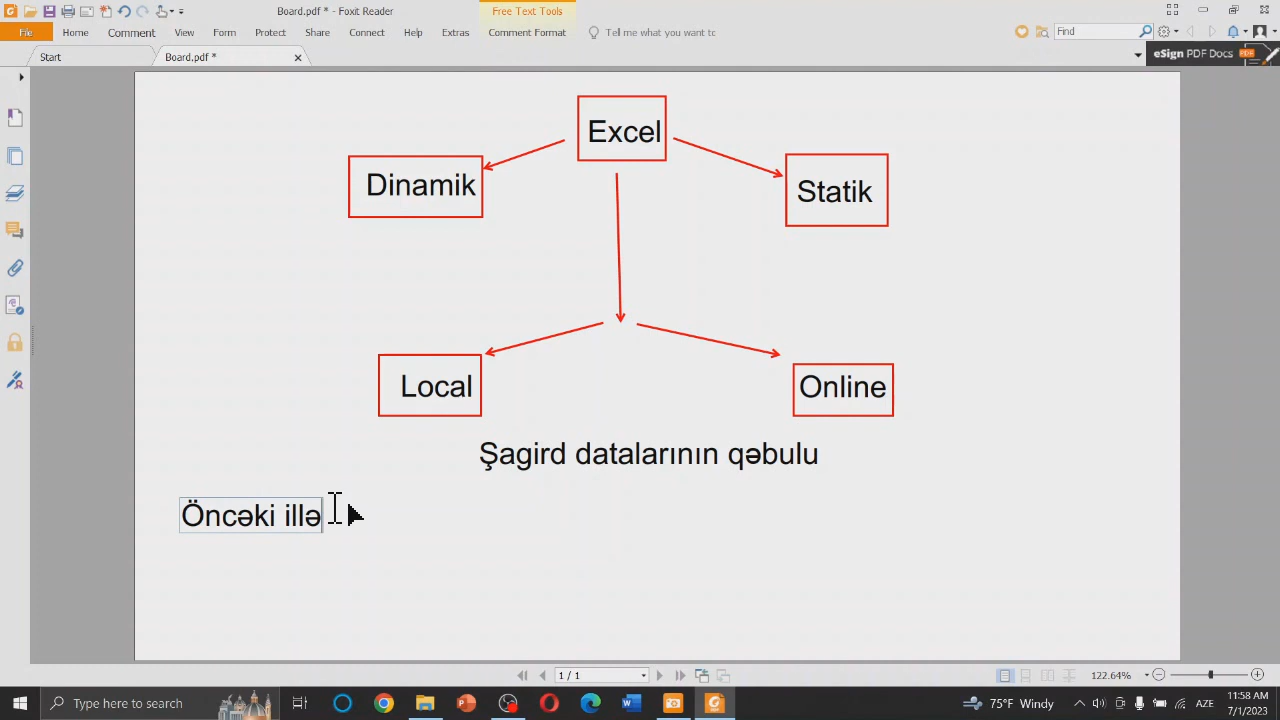 Board.pdf * - Foxit Reader
Free Text Tools
File
Home
Comment
View
Form
Protect
Share
Connect
Help
Extras
Comment Format
Tell me what you want tc
Find
Start
Board.pdf *
eSign PDF Docs
Excel
Dinamik
Statik
Local
Online
Şagird datalarının qəbulu
Öncəki illə
1 / 1
122.64%
Type here to search
75°F Windy
AZE
11:58 AM
7/1/2023